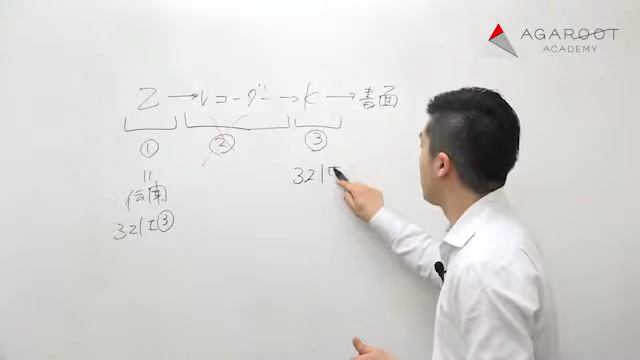 AGAROOT
ACADEMY
Z → レコーダー → K → 書面
① ② ③
॥
伝聞
321I③
321